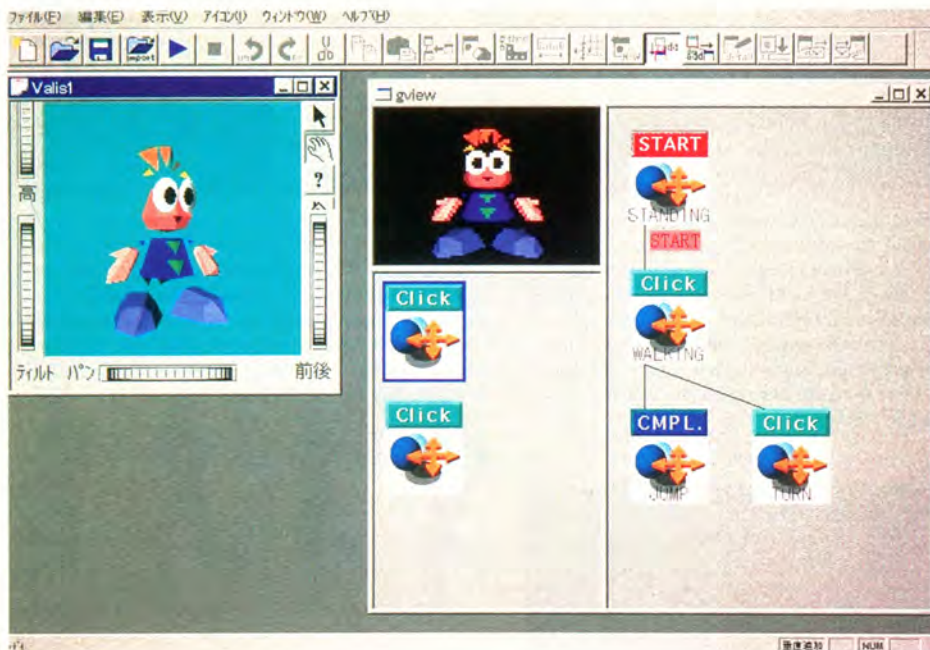 ファイル(F) 編集(E) 表示(V) アイコン(I) ウィンドウ(W) ヘルプ(H)
import
Valis1
高
?
ティルト パン 前後
gview
Click
Click
START
STANDING
START
Click
WALKING
CMPL.
JUMP
Click
TURN
NUM